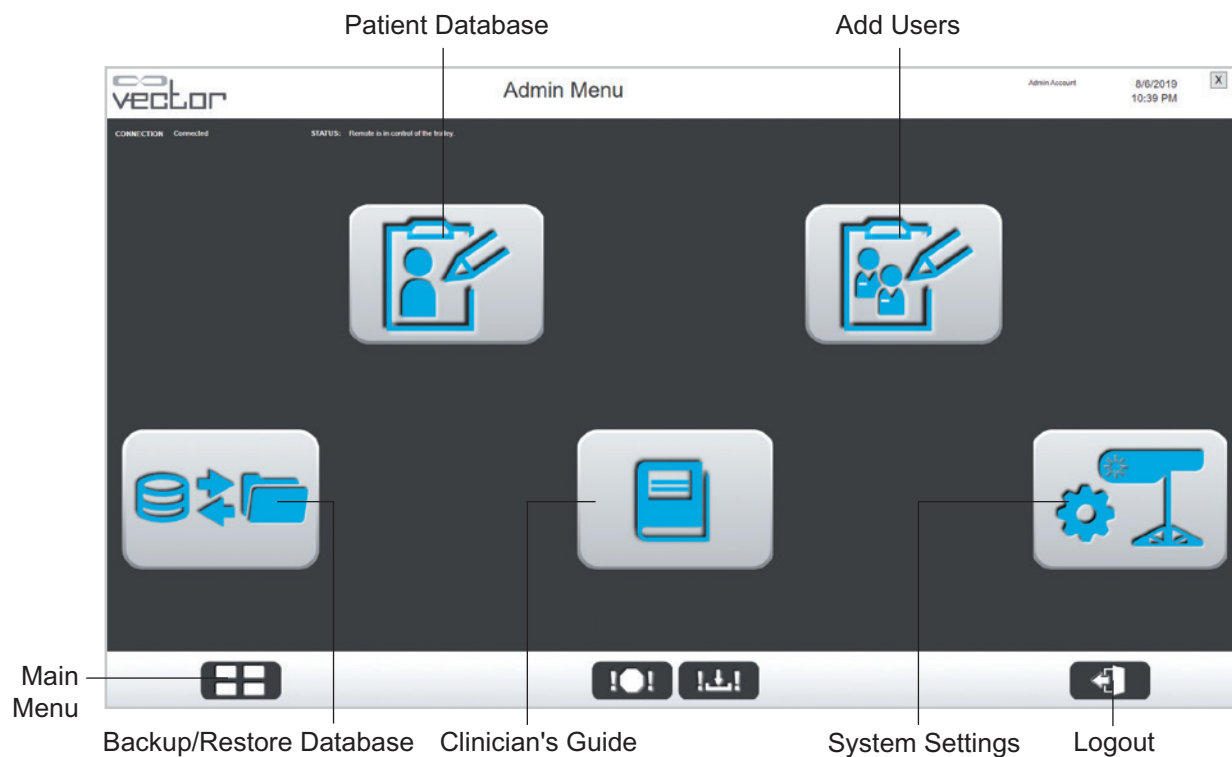 Patient Database
Add Users
vector
Admin Menu
Admin Account
8/6/2019
10:39 PM
X
CONNECTION Connected
STATUS: Remote is in control of the trolley.
Main
Menu
!⬣! !!
Backup/Restore Database
Clinician's Guide
System Settings
Logout